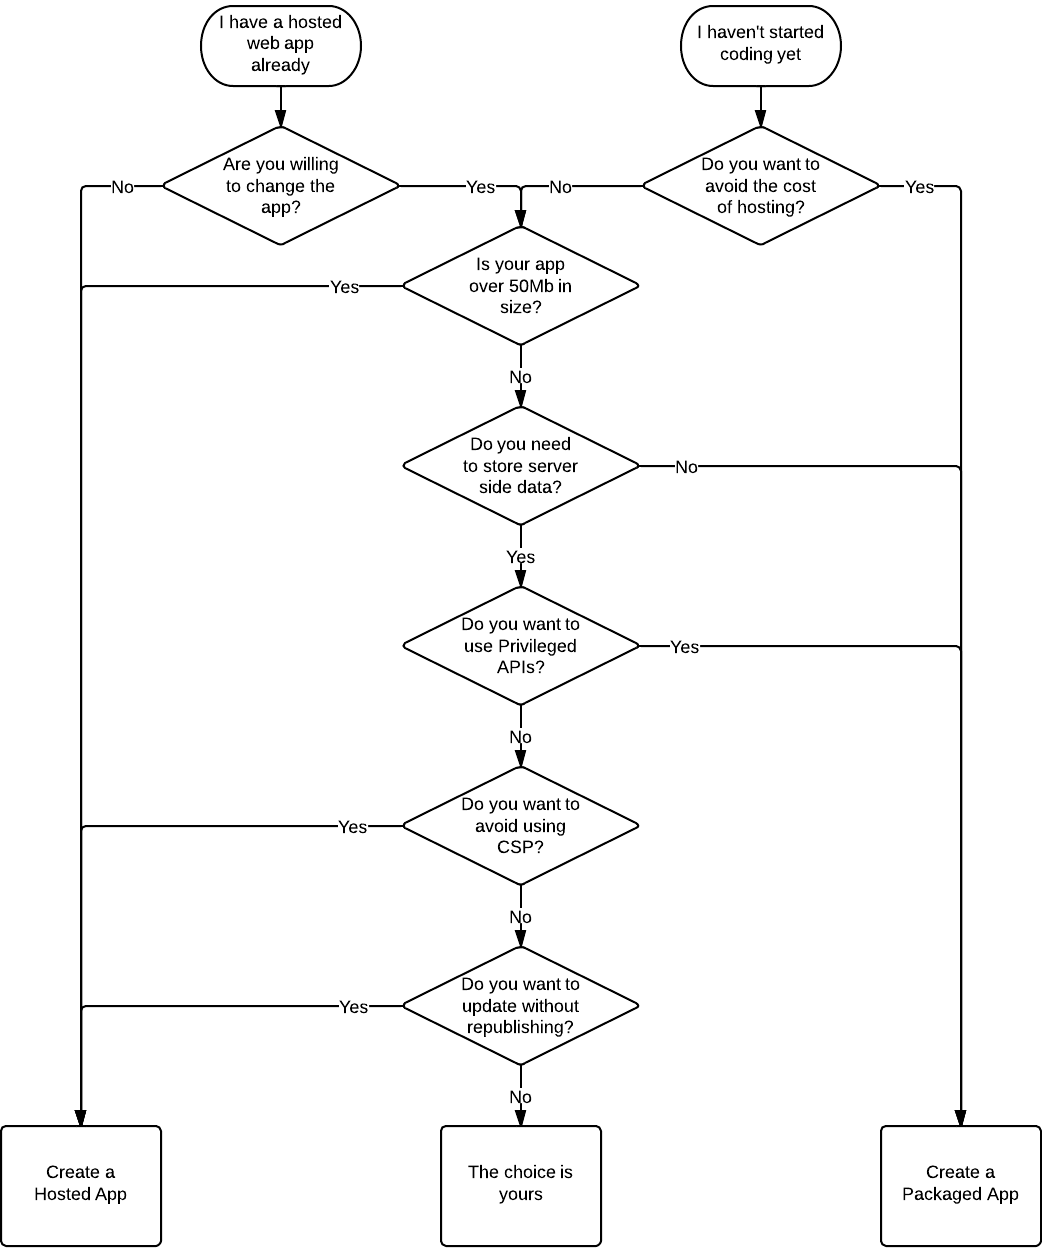 I have a hosted
web app
already
I haven't started
coding yet
Are you willing
to change the
app?
Do you want to
avoid the cost
of hosting?
No
Yes
No
Yes
Is your app
over 50Mb in
size?
Yes
No
Do you need
to store server
side data?
No
Yes
Do you want to
use Privileged
APIs?
Yes
No
Do you want to
avoid using
CSP?
Yes
No
Do you want to
update without
republishing?
Yes
No
Create a
Hosted App
The choice is
yours
Create a
Packaged App